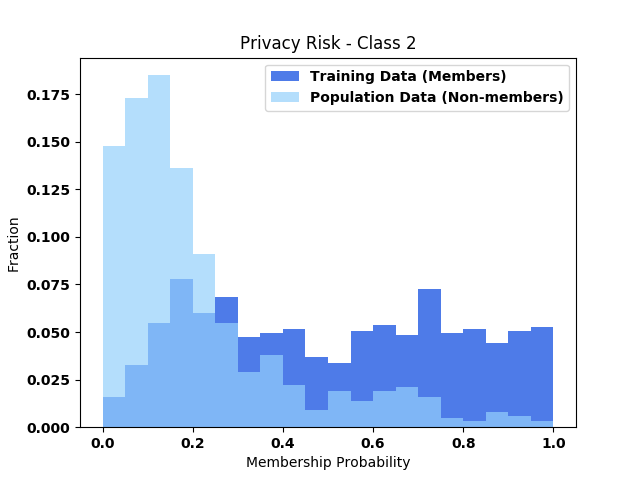 Privacy Risk - Class 2
Training Data (Members)
Population Data (Non-members)
Fraction
0.175
0.150
0.125
0.100
0.075
0.050
0.025
0.000
0.0 0.2 0.4 0.6 0.8 1.0
Membership Probability